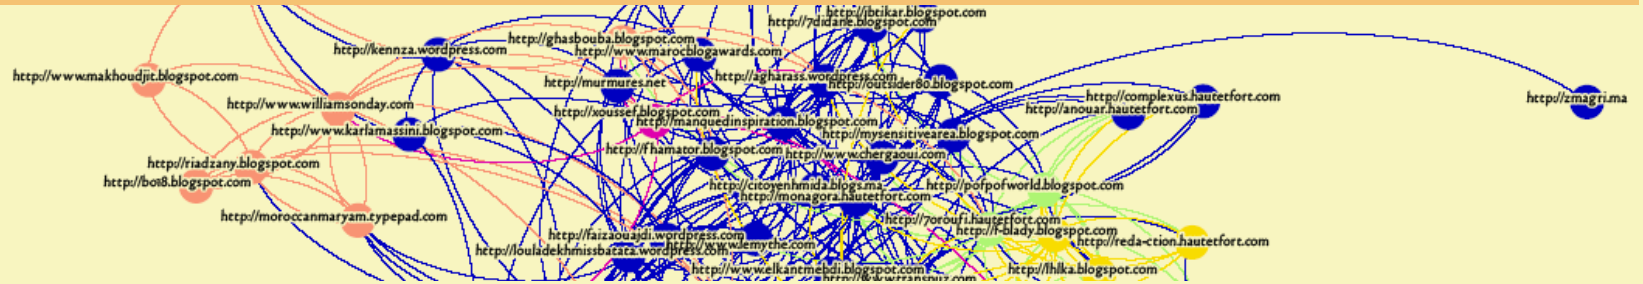 http://jbtikar.blogspot.com
http://7didane.blogspot.com
http://ghasbouba.blogspot.com
http://kennza.wordpress.com
http://www.marocblogawards.com
http://www.makhoudjit.blogspot.com
http://agharass.wordpress.com
http://murmures.net
http://outsider80.blogspot.com
http://complexus.hautetfort.com
http://zmagri.ma
http://www.williamsonday.com
http://anouar.hautetfort.com
http://xoussef.blogspot.com
http://manquedinspiration.blogspot.com
http://www.karlamassini.blogspot.com
http://mysensitivearea.blogspot.com
http://fhamator.blogspot.com
http://www.chergaoui.com
http://riadzany.blogspot.com
http://bo18.blogspot.com
http://citoyenhmida.blogs.ma
http://pofpofworld.blogspot.com
http://monagora.hautetfort.com
http://moroccanmaryam.typepad.com
http://7oroufi.hautetfort.com
http://f-blady.blogspot.com
http://faizaouajdi.wordpress.com
http://www.lemythe.com
http://reda-ction.hautetfort.com
http://louladekhmissbatata.wordpress.com
http://www.elkantmehdi.blogspot.com
http://lhlka.blogspot.com